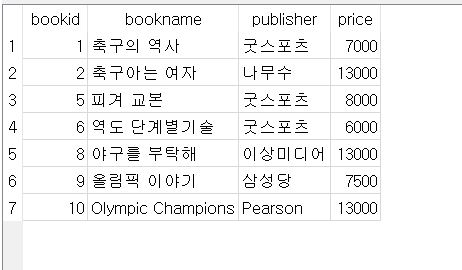 bookid bookname publisher price
1 1 축구의 역사 굿스포츠 7000
2 2 축구아는 여자 나무수 13000
3 5 피겨 교본 굿스포츠 8000
4 6 역도 단계별기술 굿스포츠 6000
5 8 야구를 부탁해 이상미디어 13000
6 9 올림픽 이야기 삼성당 7500
7 10 Olympic Champions Pearson 13000